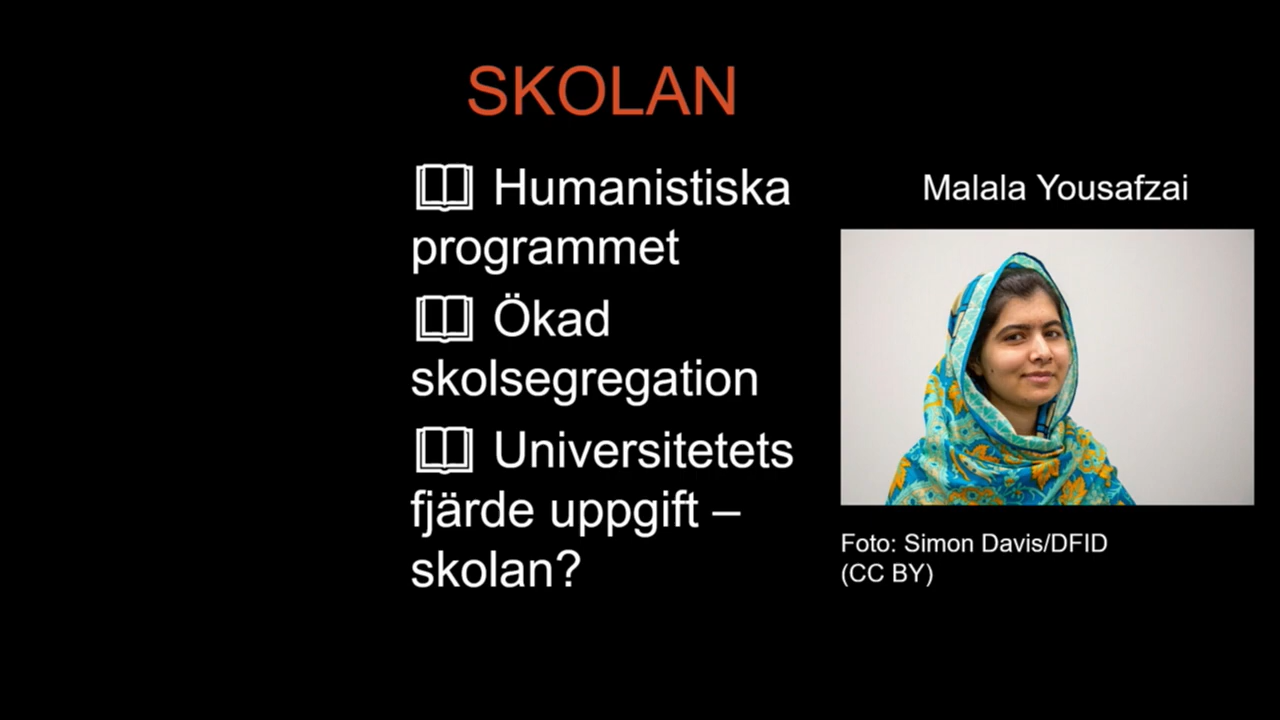 SKOLAN
Humanistiska
programmet
Ökad
skolsegregation
Universitetets
fjärde uppgift –
skolan?
Malala Yousafzai
Foto: Simon Davis/DFID
(CC BY)